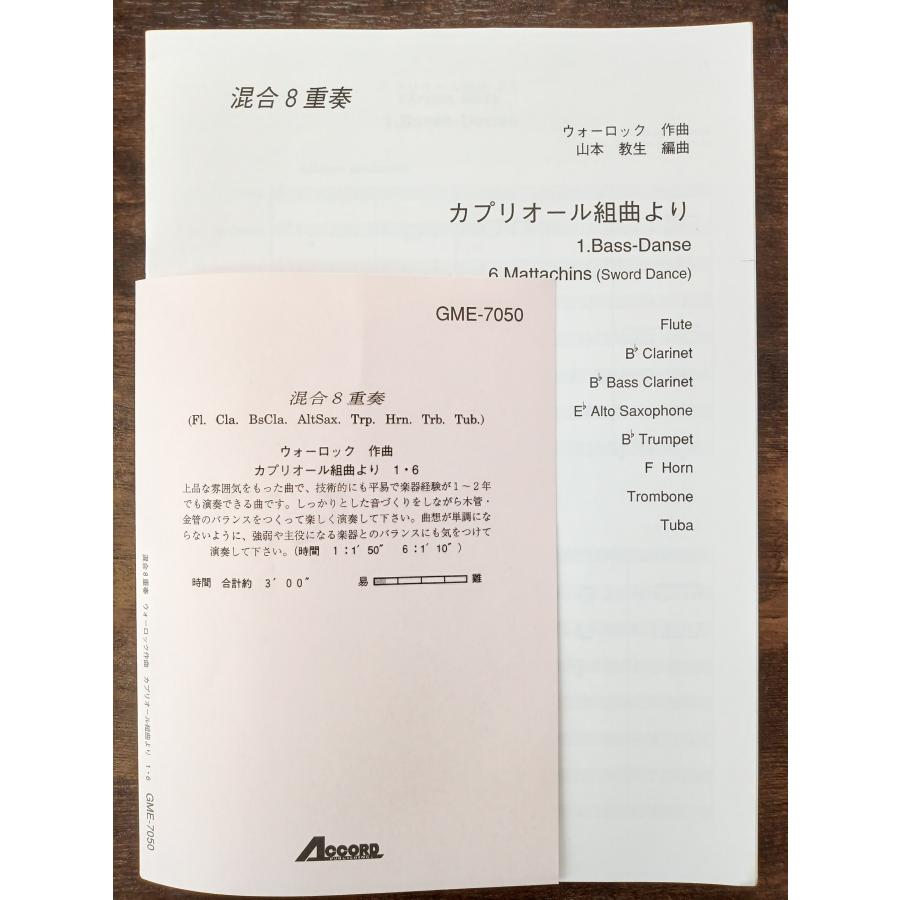 混合８重奏
ウォーロック　作曲
山本　教生　編曲
カプリオール組曲より
1.Bass-Danse
6.Mattachins (Sword Dance)
Flute
B♭ Clarinet
B♭ Bass Clarinet
E♭ Alto Saxophone
B♭ Trumpet
F Horn
Trombone
Tuba
GME-7050
混合８重奏
(Fl. Cla. BsCla. AltSax. Trp. Hrn. Trb. Tub.)
ウォーロック　作曲
カプリオール組曲より　１・６
上品な雰囲気をもった曲で、技術的にも平易で楽器経験が１～２年
でも演奏できる曲です。しっかりとした音づくりをしながら木管・
金管のバランスをつくって楽しく演奏して下さい。曲想が単調にな
らないように、強弱や主役になる楽器とのバランスにも気をつけて
演奏して下さい。（時間　１：１′５０″　６：１′１０″）
時間　合計約　３′００″
易　難
混合８重奏　ウォーロック作曲　カプリオール組曲より　１・６　GME-7050
ACCORD
PUBLISHING